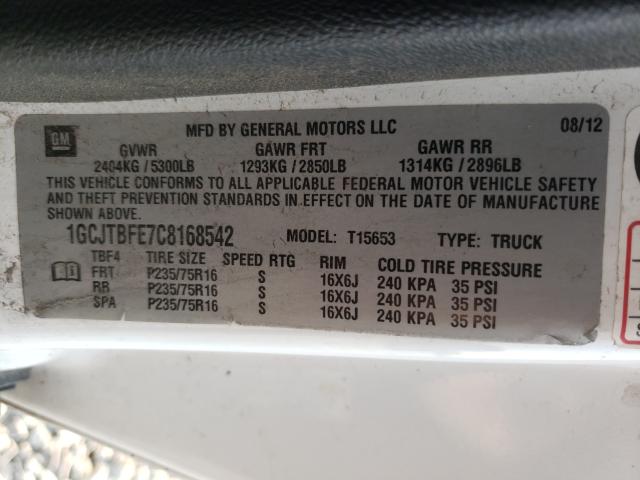 GM
MFD BY GENERAL MOTORS LLC 08/12
GVWR GAWR FRT GAWR RR
2404KG / 5300LB 1293KG / 2850LB 1314KG / 2896LB
THIS VEHICLE CONFORMS TO ALL APPLICABLE FEDERAL MOTOR VEHICLE SAFETY
AND THEFT PREVENTION STANDARDS IN EFFECT ON THE DATE OF MANUFACTURE
SHOWN ABOVE.
1GCJTBFE7C8168542 MODEL: T15653 TYPE: TRUCK
TBF4 TIRE SIZE SPEED RTG RIM COLD TIRE PRESSURE
FRT P235/75R16 S 16X6J 240 KPA 35 PSI
RR P235/75R16 S 16X6J 240 KPA 35 PSI
SPA P235/75R16 S 16X6J 240 KPA 35 PSI